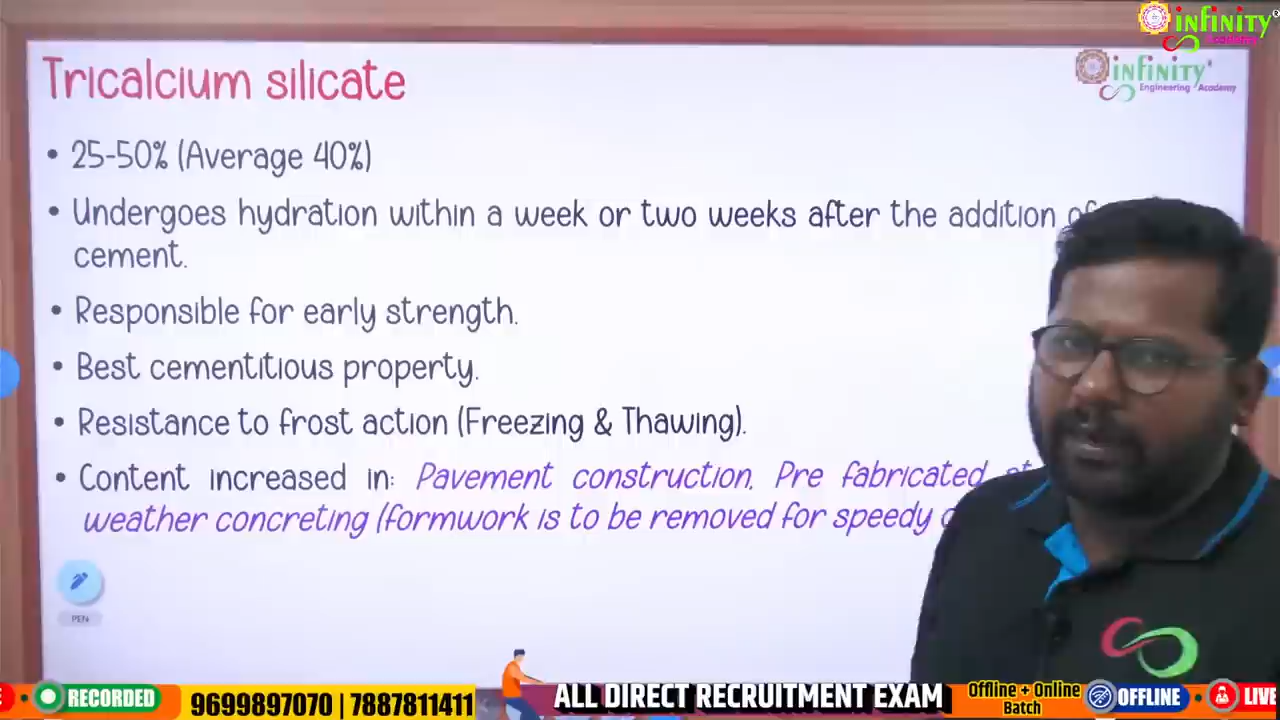 infinity
infinity
Engineering Academy
Tricalcium silicate
• 25-50% (Average 40%)
• Undergoes hydration within a week or two weeks after the addition of
cement.
• Responsible for early strength.
• Best cementitious property.
• Resistance to frost action (Freezing & Thawing).
• Content increased in: Pavement construction, Pre fabricated
weather concreting (formwork is to be removed for speedy
PEN
RECORDED
9699897070 | 7887811411
ALL DIRECT RECRUITMENT EXAM
Offline + Online
Batch
OFFLINE
LIVE